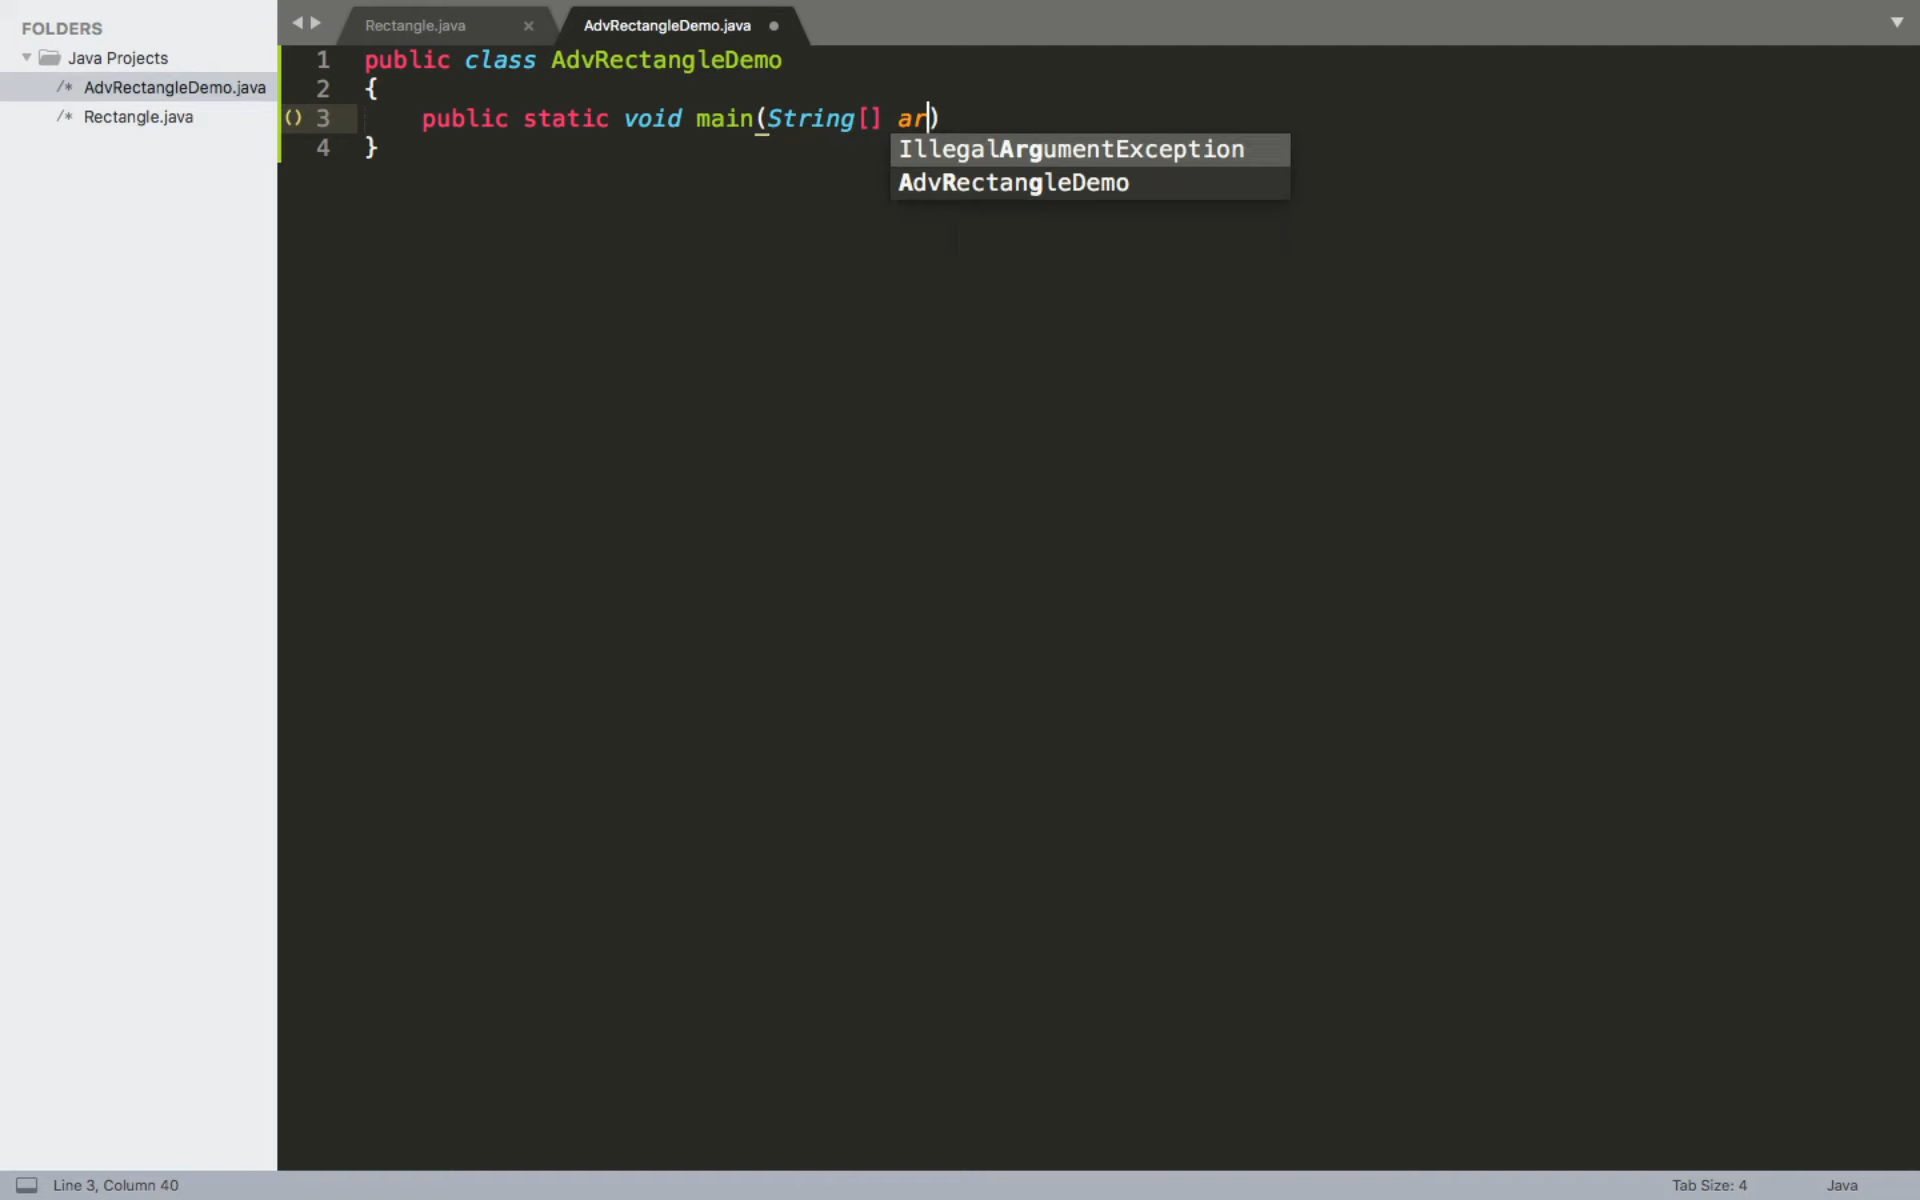 FOLDERS
Java Projects
/* AdvRectangleDemo.java
/* Rectangle.java
Rectangle.java ×
AdvRectangleDemo.java
1 public class AdvRectangleDemo
2 {
() 3 public static void main(String[] ar)
4 }
IllegalArgumentException
AdvRectangleDemo
Line 3, Column 40
Tab Size: 4
Java